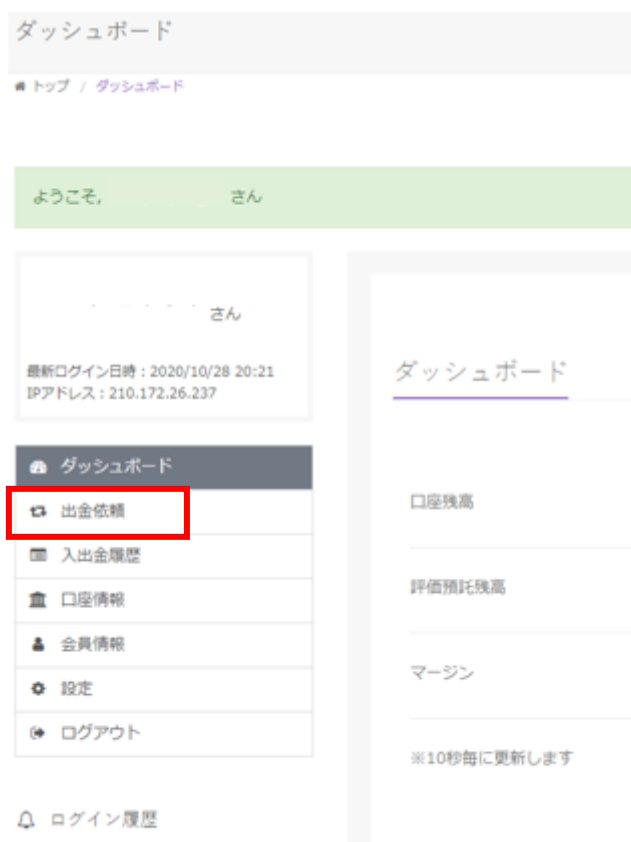 ダッシュボード
トップ / ダッシュボード
ようこそ, さん
さん
最新ログイン日時 : 2020/10/28 20:21
IPアドレス : 210.172.26.237
ダッシュボード
ダッシュボード
出金依頼
入出金履歴
口座情報
会員情報
設定
ログアウト
ログイン履歴
口座残高
評価預託残高
マージン
※10秒毎に更新します